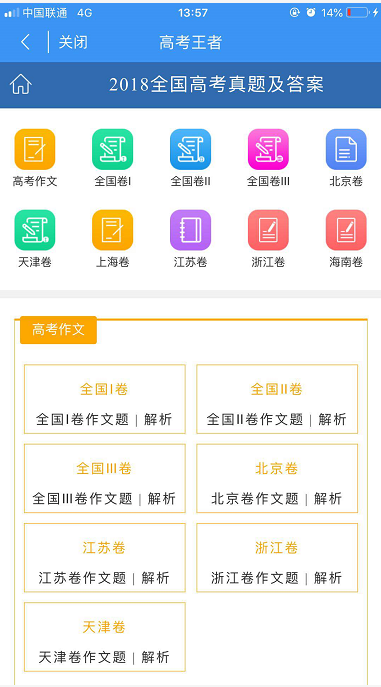 中国联通 4G 13:57 14%
关闭 高考王者
2018全国高考真题及答案
高考作文 全国卷I 全国卷II 全国卷III 北京卷
天津卷 上海卷 江苏卷 浙江卷 海南卷
高考作文
全国I卷 全国II卷
全国I卷作文题 | 解析 全国II卷作文题 | 解析
全国III卷 北京卷
全国III卷作文题 | 解析 北京卷作文题 | 解析
江苏卷 浙江卷
江苏卷作文题 | 解析 浙江卷作文题 | 解析
天津卷
天津卷作文题 | 解析